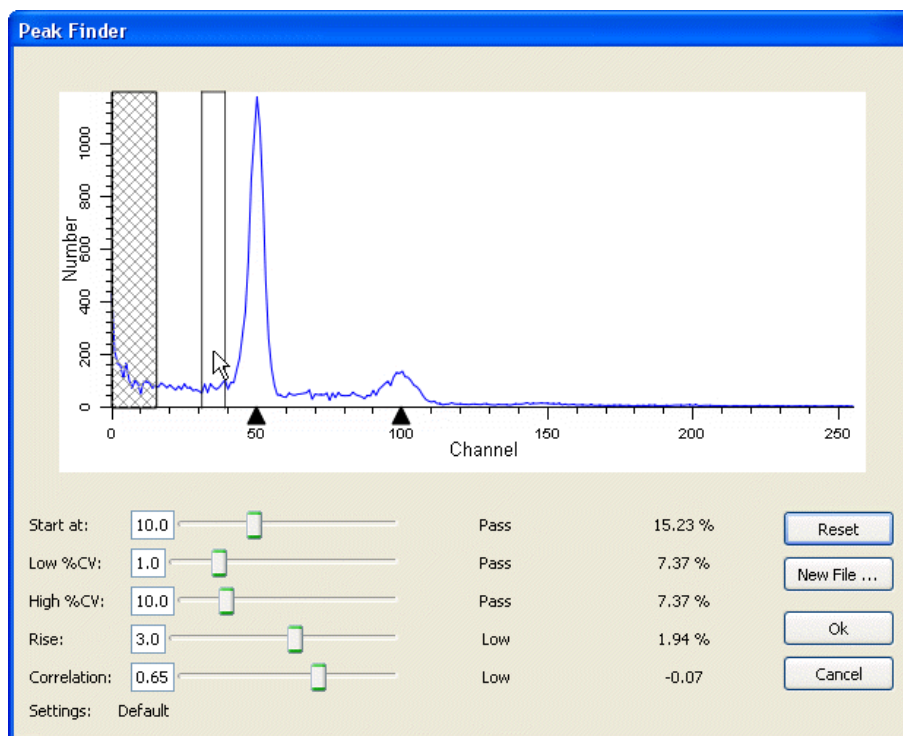 Peak Finder
Number
0
200
400
600
800
1000
0 50 100 150 200 250
Channel
Start at: 10.0 Pass 15.23 % Reset
Low %CV: 1.0 Pass 7.37 % New File ...
High %CV: 10.0 Pass 7.37 %
Rise: 3.0 Low 1.94 % Ok
Correlation: 0.65 Low -0.07 Cancel
Settings: Default